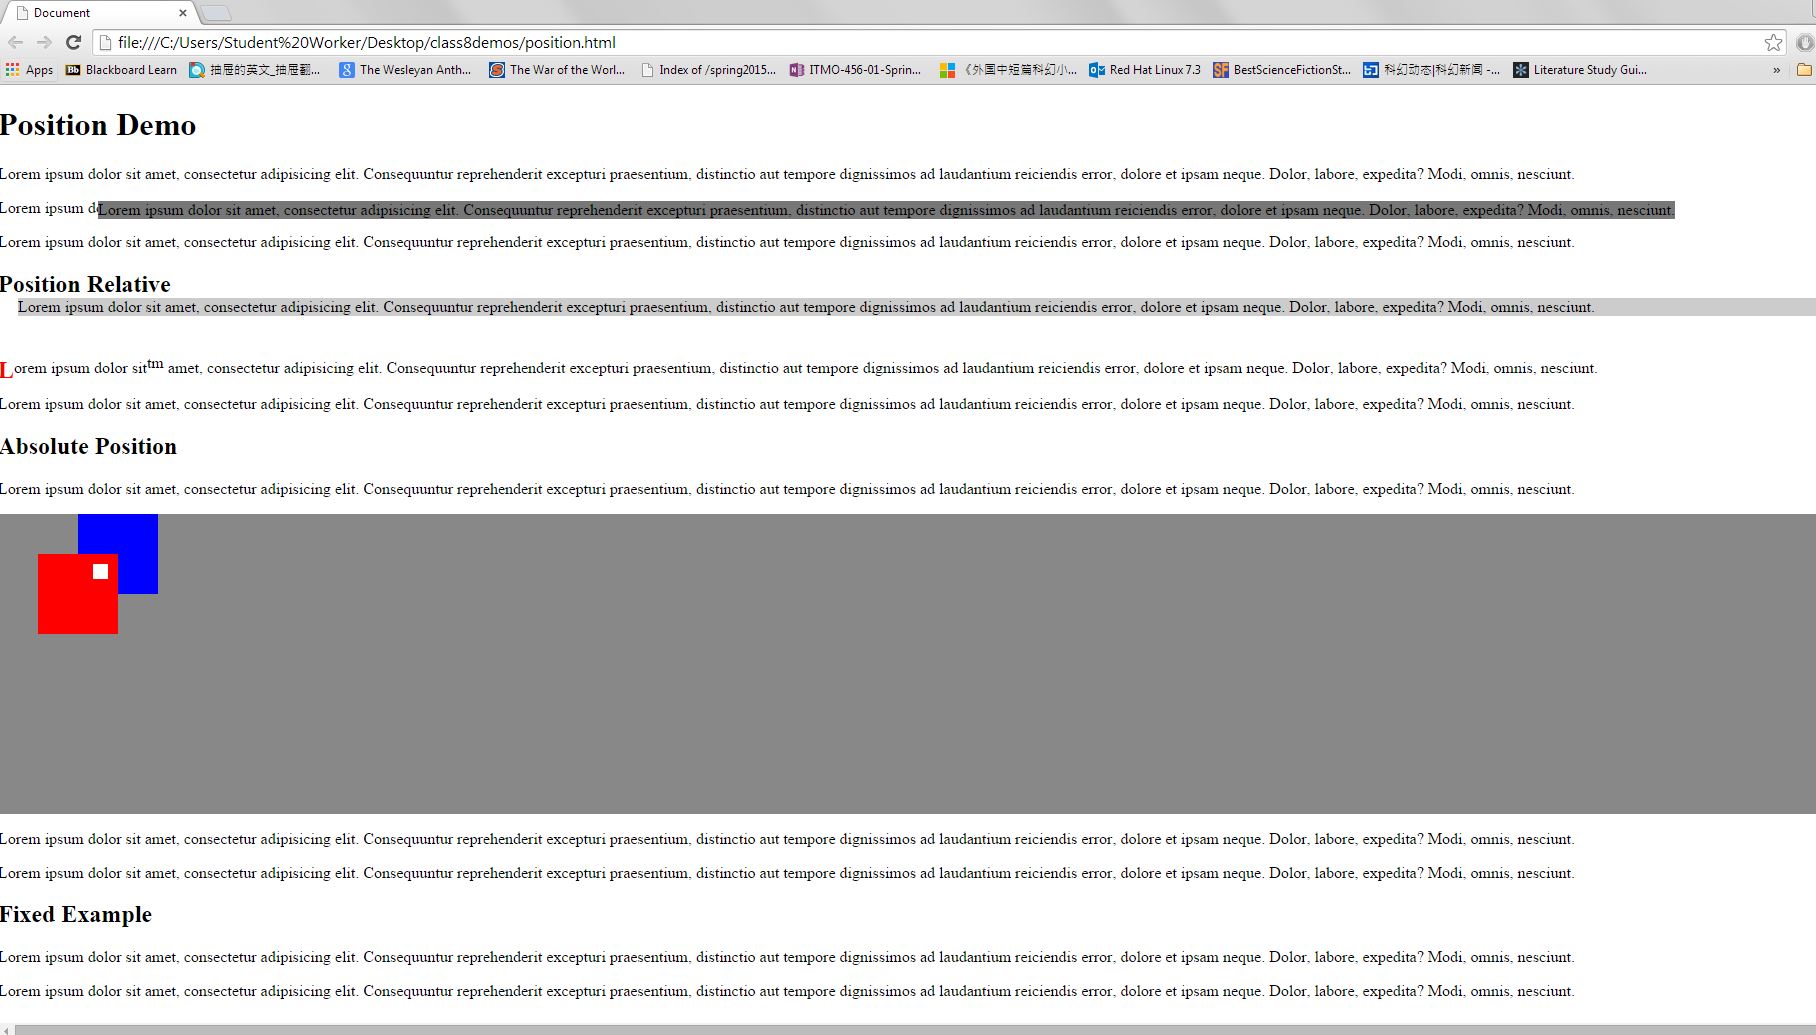 Document
file:///C:/Users/Student%20Worker/Desktop/class8demos/position.html
Apps Blackboard Learn 抽屉的英文_抽屉翻... The Wesleyan Anth... The War of the Worl... Index of /spring2015... ITMO-456-01-Sprin... 《外国中短篇科幻小... Red Hat Linux 7.3 BestScienceFictionSt... 科幻动态|科幻新闻 -... Literature Study Gui... »
Position Demo
Lorem ipsum dolor sit amet, consectetur adipisicing elit. Consequuntur reprehenderit excepturi praesentium, distinctio aut tempore dignissimos ad laudantium reiciendis error, dolore et ipsam neque. Dolor, labore, expedita? Modi, omnis, nesciunt.
Lorem ipsum do Lorem ipsum dolor sit amet, consectetur adipisicing elit. Consequuntur reprehenderit excepturi praesentium, distinctio aut tempore dignissimos ad laudantium reiciendis error, dolore et ipsam neque. Dolor, labore, expedita? Modi, omnis, nesciunt.
Lorem ipsum dolor sit amet, consectetur adipisicing elit. Consequuntur reprehenderit excepturi praesentium, distinctio aut tempore dignissimos ad laudantium reiciendis error, dolore et ipsam neque. Dolor, labore, expedita? Modi, omnis, nesciunt.
Position Relative
Lorem ipsum dolor sit amet, consectetur adipisicing elit. Consequuntur reprehenderit excepturi praesentium, distinctio aut tempore dignissimos ad laudantium reiciendis error, dolore et ipsam neque. Dolor, labore, expedita? Modi, omnis, nesciunt.
Lorem ipsum dolor sittm amet, consectetur adipisicing elit. Consequuntur reprehenderit excepturi praesentium, distinctio aut tempore dignissimos ad laudantium reiciendis error, dolore et ipsam neque. Dolor, labore, expedita? Modi, omnis, nesciunt.
Lorem ipsum dolor sit amet, consectetur adipisicing elit. Consequuntur reprehenderit excepturi praesentium, distinctio aut tempore dignissimos ad laudantium reiciendis error, dolore et ipsam neque. Dolor, labore, expedita? Modi, omnis, nesciunt.
Absolute Position
Lorem ipsum dolor sit amet, consectetur adipisicing elit. Consequuntur reprehenderit excepturi praesentium, distinctio aut tempore dignissimos ad laudantium reiciendis error, dolore et ipsam neque. Dolor, labore, expedita? Modi, omnis, nesciunt.
Lorem ipsum dolor sit amet, consectetur adipisicing elit. Consequuntur reprehenderit excepturi praesentium, distinctio aut tempore dignissimos ad laudantium reiciendis error, dolore et ipsam neque. Dolor, labore, expedita? Modi, omnis, nesciunt.
Lorem ipsum dolor sit amet, consectetur adipisicing elit. Consequuntur reprehenderit excepturi praesentium, distinctio aut tempore dignissimos ad laudantium reiciendis error, dolore et ipsam neque. Dolor, labore, expedita? Modi, omnis, nesciunt.
Fixed Example
Lorem ipsum dolor sit amet, consectetur adipisicing elit. Consequuntur reprehenderit excepturi praesentium, distinctio aut tempore dignissimos ad laudantium reiciendis error, dolore et ipsam neque. Dolor, labore, expedita? Modi, omnis, nesciunt.
Lorem ipsum dolor sit amet, consectetur adipisicing elit. Consequuntur reprehenderit excepturi praesentium, distinctio aut tempore dignissimos ad laudantium reiciendis error, dolore et ipsam neque. Dolor, labore, expedita? Modi, omnis, nesciunt.